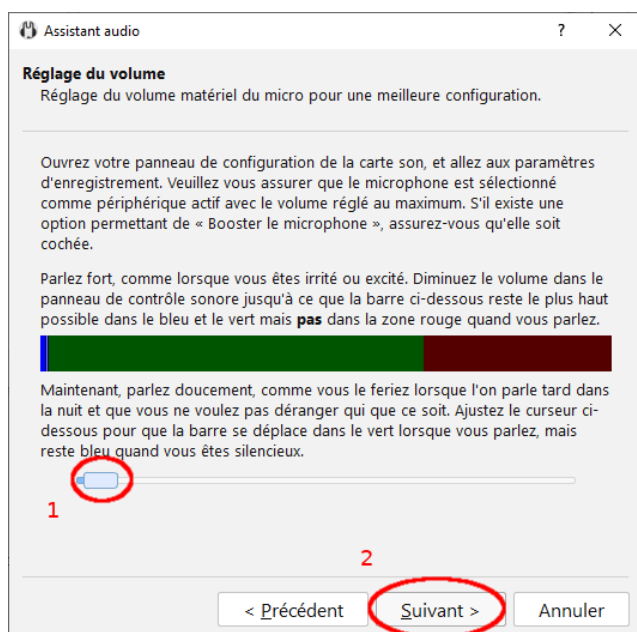 Assistant audio ? ×
Réglage du volume
Réglage du volume matériel du micro pour une meilleure configuration.
Ouvrez votre panneau de configuration de la carte son, et allez aux paramètres
d'enregistrement. Veuillez vous assurer que le microphone est sélectionné
comme périphérique actif avec le volume réglé au maximum. S'il existe une
option permettant de « Booster le microphone », assurez-vous qu'elle soit
cochée.
Parlez fort, comme lorsque vous êtes irrité ou excité. Diminuez le volume dans le
panneau de contrôle sonore jusqu'à ce que la barre ci-dessous reste le plus haut
possible dans le bleu et le vert mais pas dans la zone rouge quand vous parlez.
Maintenant, parlez doucement, comme vous le feriez lorsque l'on parle tard dans
la nuit et que vous ne voulez pas déranger qui que ce soit. Ajustez le curseur ci-
dessous pour que la barre se déplace dans le vert lorsque vous parlez, mais
reste bleu quand vous êtes silencieux.
1
2
< Précédent Suivant > Annuler